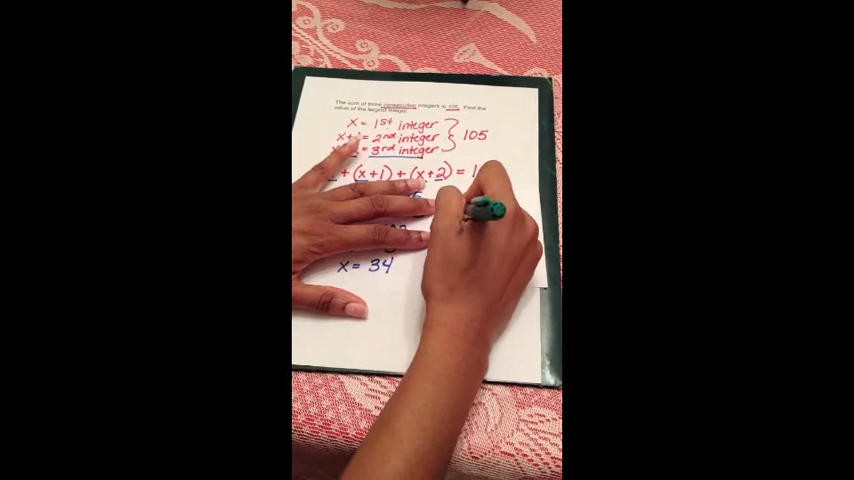 The sum of three consecutive integers is 105. Find the
value of the largest integer.
x = 1st integer
x+ = 2nd integer } 105
= 3rd integer
+ (x+1) + (x+2) = 1
x = 34